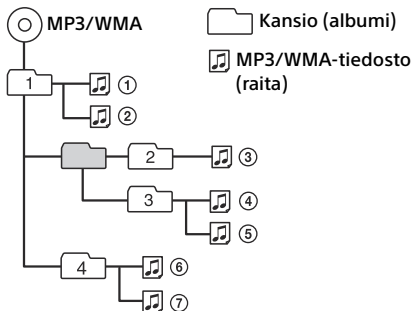 MP3/WMA
Kansio (albumi)
MP3/WMA-tiedosto
(raita)
1
①
②
2
③
3
④
⑤
4
⑥
⑦